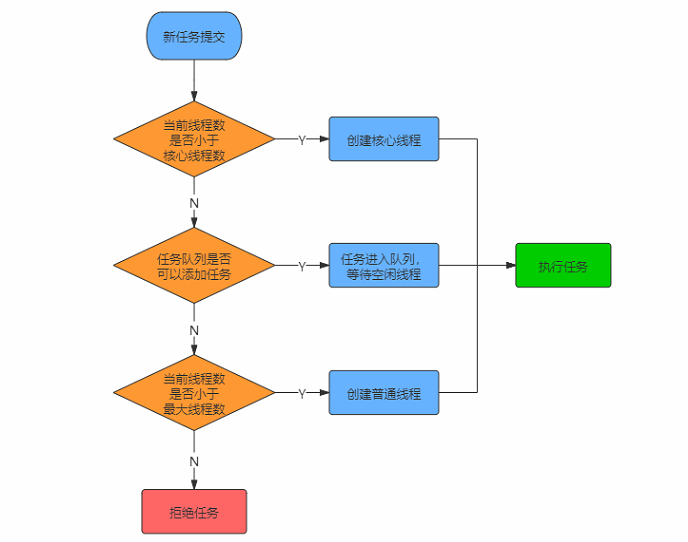 新任务提交
当前线程数
是否小于
核心线程数
Y
创建核心线程
N
任务队列是否
可以添加任务
Y
任务进入队列，
等待空闲线程
执行任务
N
当前线程数
是否小于
最大线程数
Y
创建普通线程
N
拒绝任务